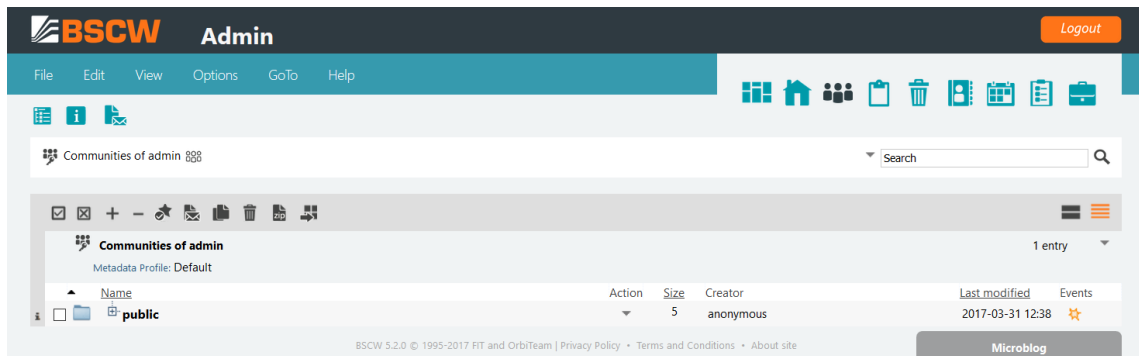 BSCW Admin Logout
File Edit View Options GoTo Help
Communities of admin Search
zip
Communities of admin 1 entry
Metadata Profile: Default
Name Action Size Creator Last modified Events
public 5 anonymous 2017-03-31 12:38
BSCW 5.2.0 © 1995-2017 FIT and OrbiTeam | Privacy Policy • Terms and Conditions • About site
Microblog